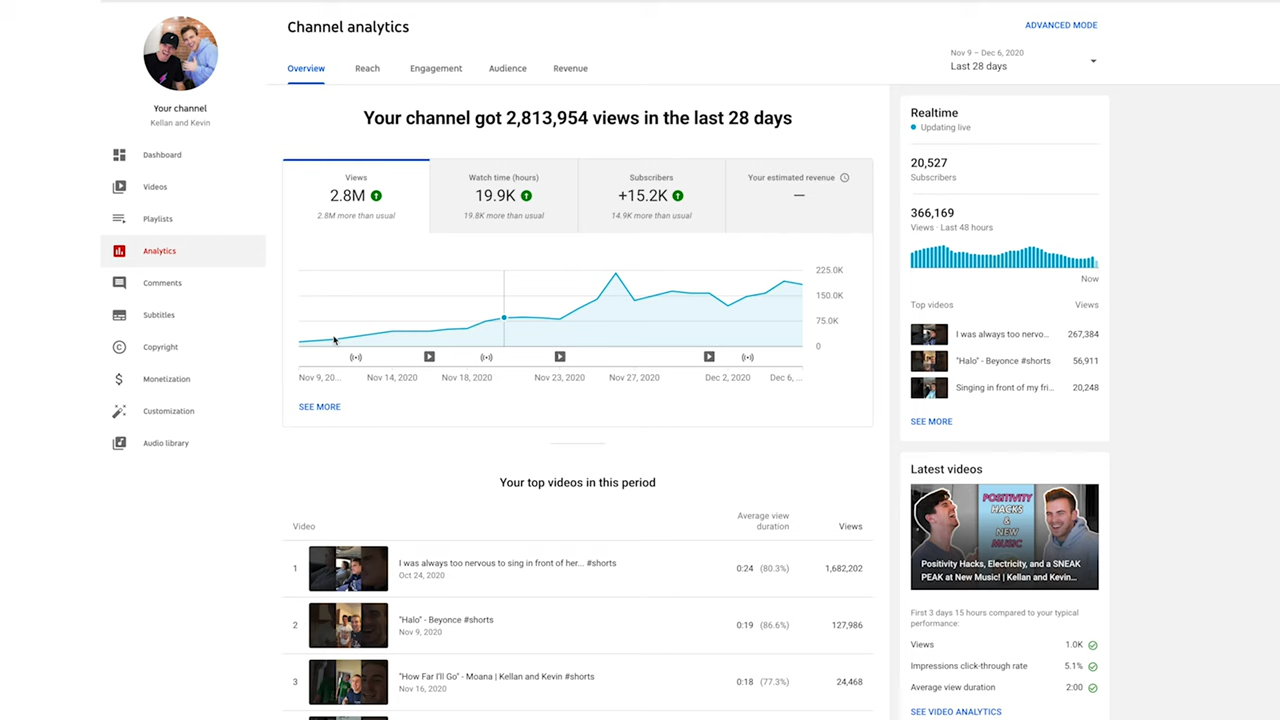 Channel analytics
ADVANCED MODE
Nov 9 – Dec 6, 2020
Last 28 days
Overview
Reach
Engagement
Audience
Revenue
Your channel
Kellan and Kevin
Dashboard
Videos
Playlists
Analytics
Comments
Subtitles
Copyright
Monetization
Customization
Audio library
Your channel got 2,813,954 views in the last 28 days
Views
2.8M
2.8M more than usual
Watch time (hours)
19.9K
19.8K more than usual
Subscribers
+15.2K
14.9K more than usual
Your estimated revenue
—
225.0K
150.0K
75.0K
0
Nov 9, 20...
Nov 14, 2020
Nov 18, 2020
Nov 23, 2020
Nov 27, 2020
Dec 2, 2020
Dec 6, ...
SEE MORE
Your top videos in this period
Video
Average view
duration
Views
1
I was always too nervous to sing in front of her... #shorts
Oct 24, 2020
0:24 (80.3%)
1,682,202
2
"Halo" - Beyonce #shorts
Nov 9, 2020
0:19 (86.6%)
127,986
3
"How Far I'll Go" - Moana | Kellan and Kevin #shorts
Nov 16, 2020
0:18 (77.3%)
24,468
Realtime
Updating live
20,527
Subscribers
366,169
Views · Last 48 hours
Now
Top videos
Views
I was always too nervo...
267,384
"Halo" - Beyonce #shorts
56,911
Singing in front of my fri...
20,248
SEE MORE
Latest videos
POSITIVITY
HACKS
&
NEW
MUSIC
Positivity Hacks, Electricity, and a SNEAK
PEAK at New Music! | Kellan and Kevin...
First 3 days 15 hours compared to your typical
performance:
Views
1.0K
Impressions click-through rate
5.1%
Average view duration
2:00
SEE VIDEO ANALYTICS